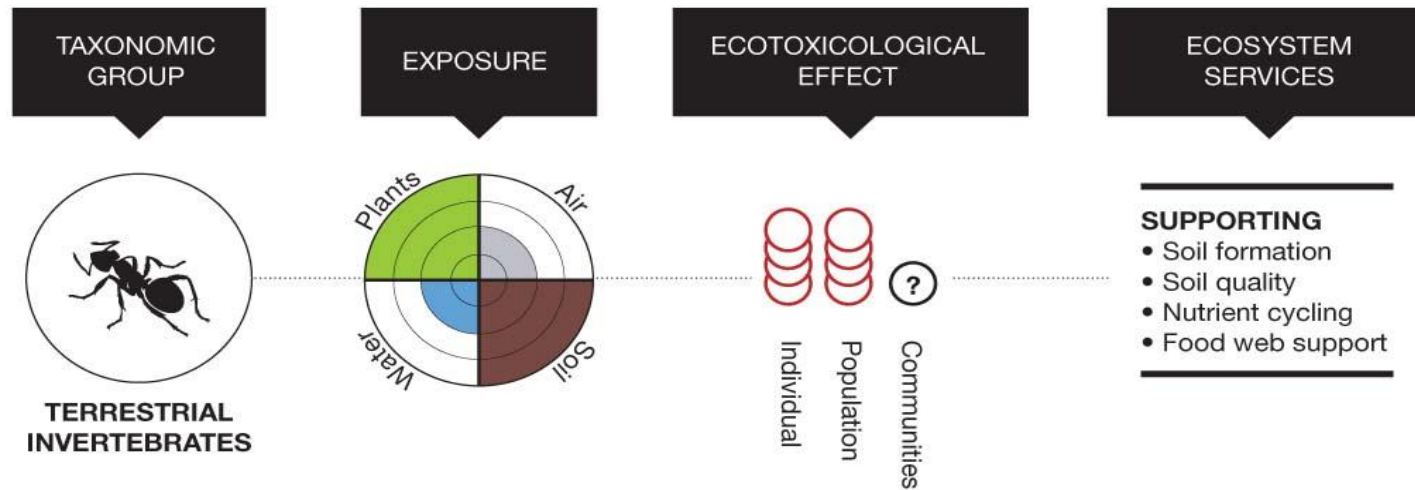 TAXONOMIC
GROUP
EXPOSURE
ECOTOXICOLOGICAL
EFFECT
ECOSYSTEM
SERVICES
Plants
Air
Water
Soil
TERRESTRIAL
INVERTEBRATES
?
Individual
Population
Communities
SUPPORTING
• Soil formation
• Soil quality
• Nutrient cycling
• Food web support